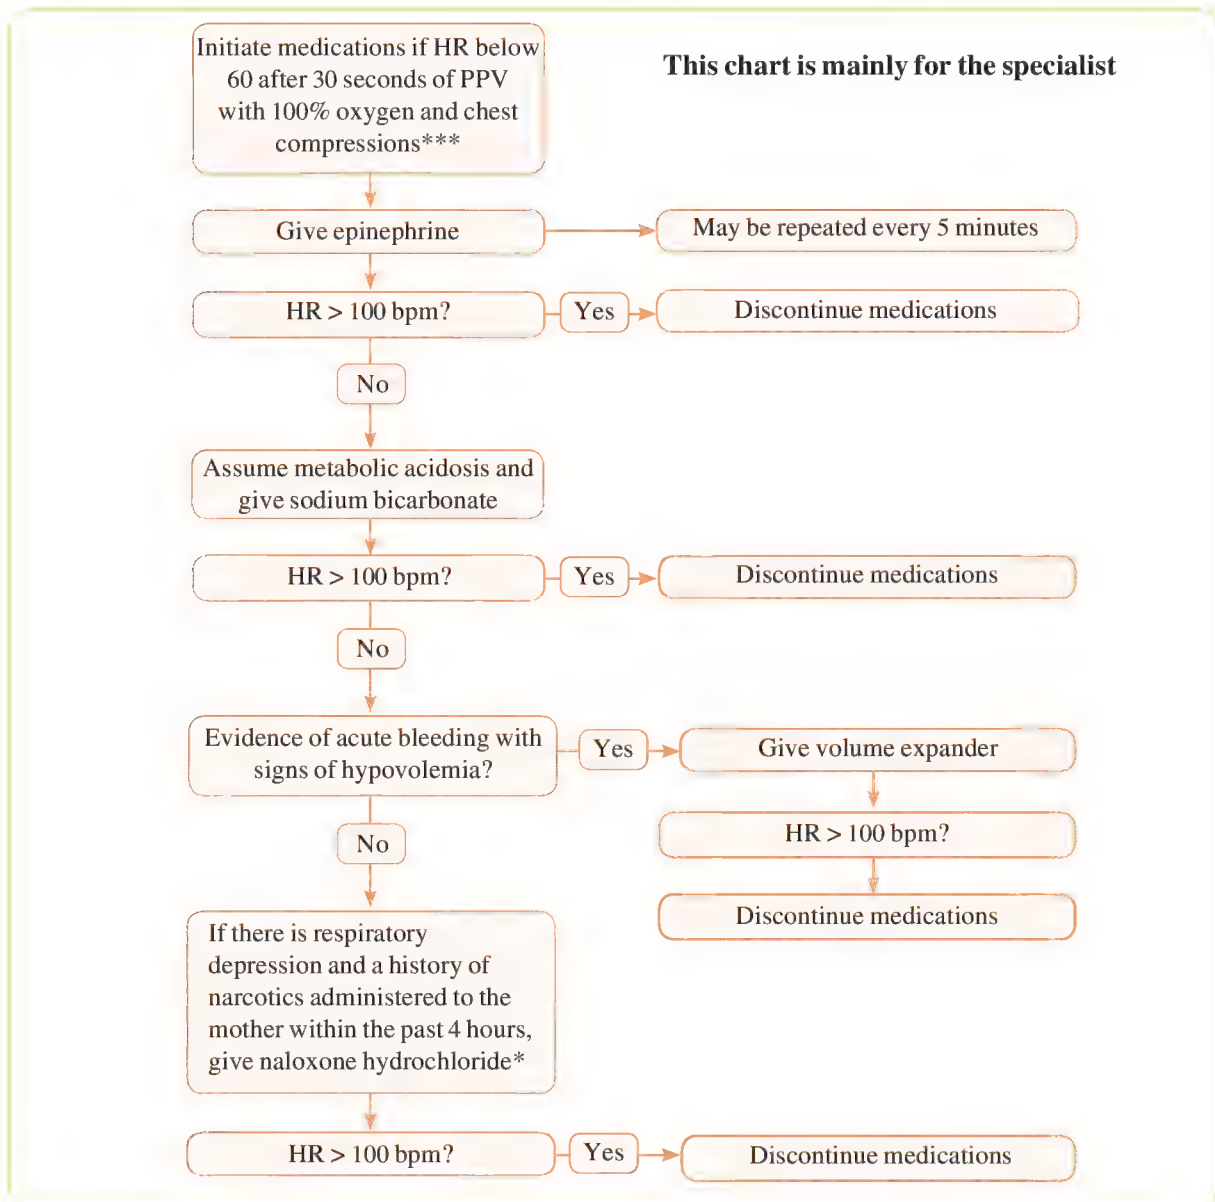 This chart is mainly for the specialist
Initiate medications if HR below
60 after 30 seconds of PPV
with 100% oxygen and chest
compressions***
Give epinephrine
May be repeated every 5 minutes
HR > 100 bpm?
Yes
Discontinue medications
No
Assume metabolic acidosis and
give sodium bicarbonate
HR > 100 bpm?
Yes
Discontinue medications
No
Evidence of acute bleeding with
signs of hypovolemia?
Yes
Give volume expander
HR > 100 bpm?
Discontinue medications
No
If there is respiratory
depression and a history of
narcotics administered to the
mother within the past 4 hours,
give naloxone hydrochloride*
HR > 100 bpm?
Yes
Discontinue medications